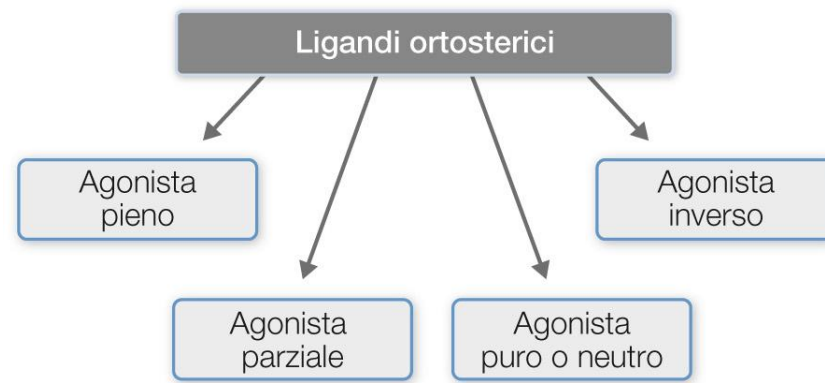 Ligandi ortosterici
Agonista
pieno
Agonista
inverso
Agonista
parziale
Agonista
puro o neutro